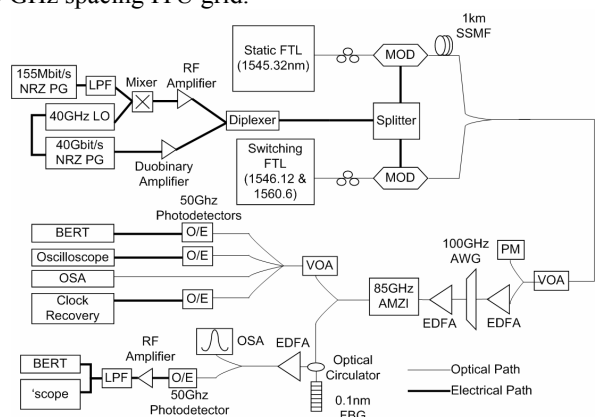 GHz spacing ITU grid.
1km
SSMF
Static FTL
(1545.32nm)
MOD
RF
Amplifier
155Mbit/s
NRZ PG
LPF
Mixer
40GHz LO
Diplexer
Splitter
40Gbit/s
NRZ PG
Duobinary
Amplifier
Switching
FTL
(1546.12 &
1560.6)
MOD
50Ghz
Photodetectors
BERT
O/E
Oscilloscope
O/E
OSA
Clock
Recovery
O/E
VOA
85GHz
AMZI
100GHz
AWG
PM
VOA
EDFA
EDFA
RF
Amplifier
OSA
EDFA
Optical
Circulator
BERT
'scope
LPF
O/E
50Ghz
Photodetector
0.1nm
FBG
Optical Path
Electrical Path